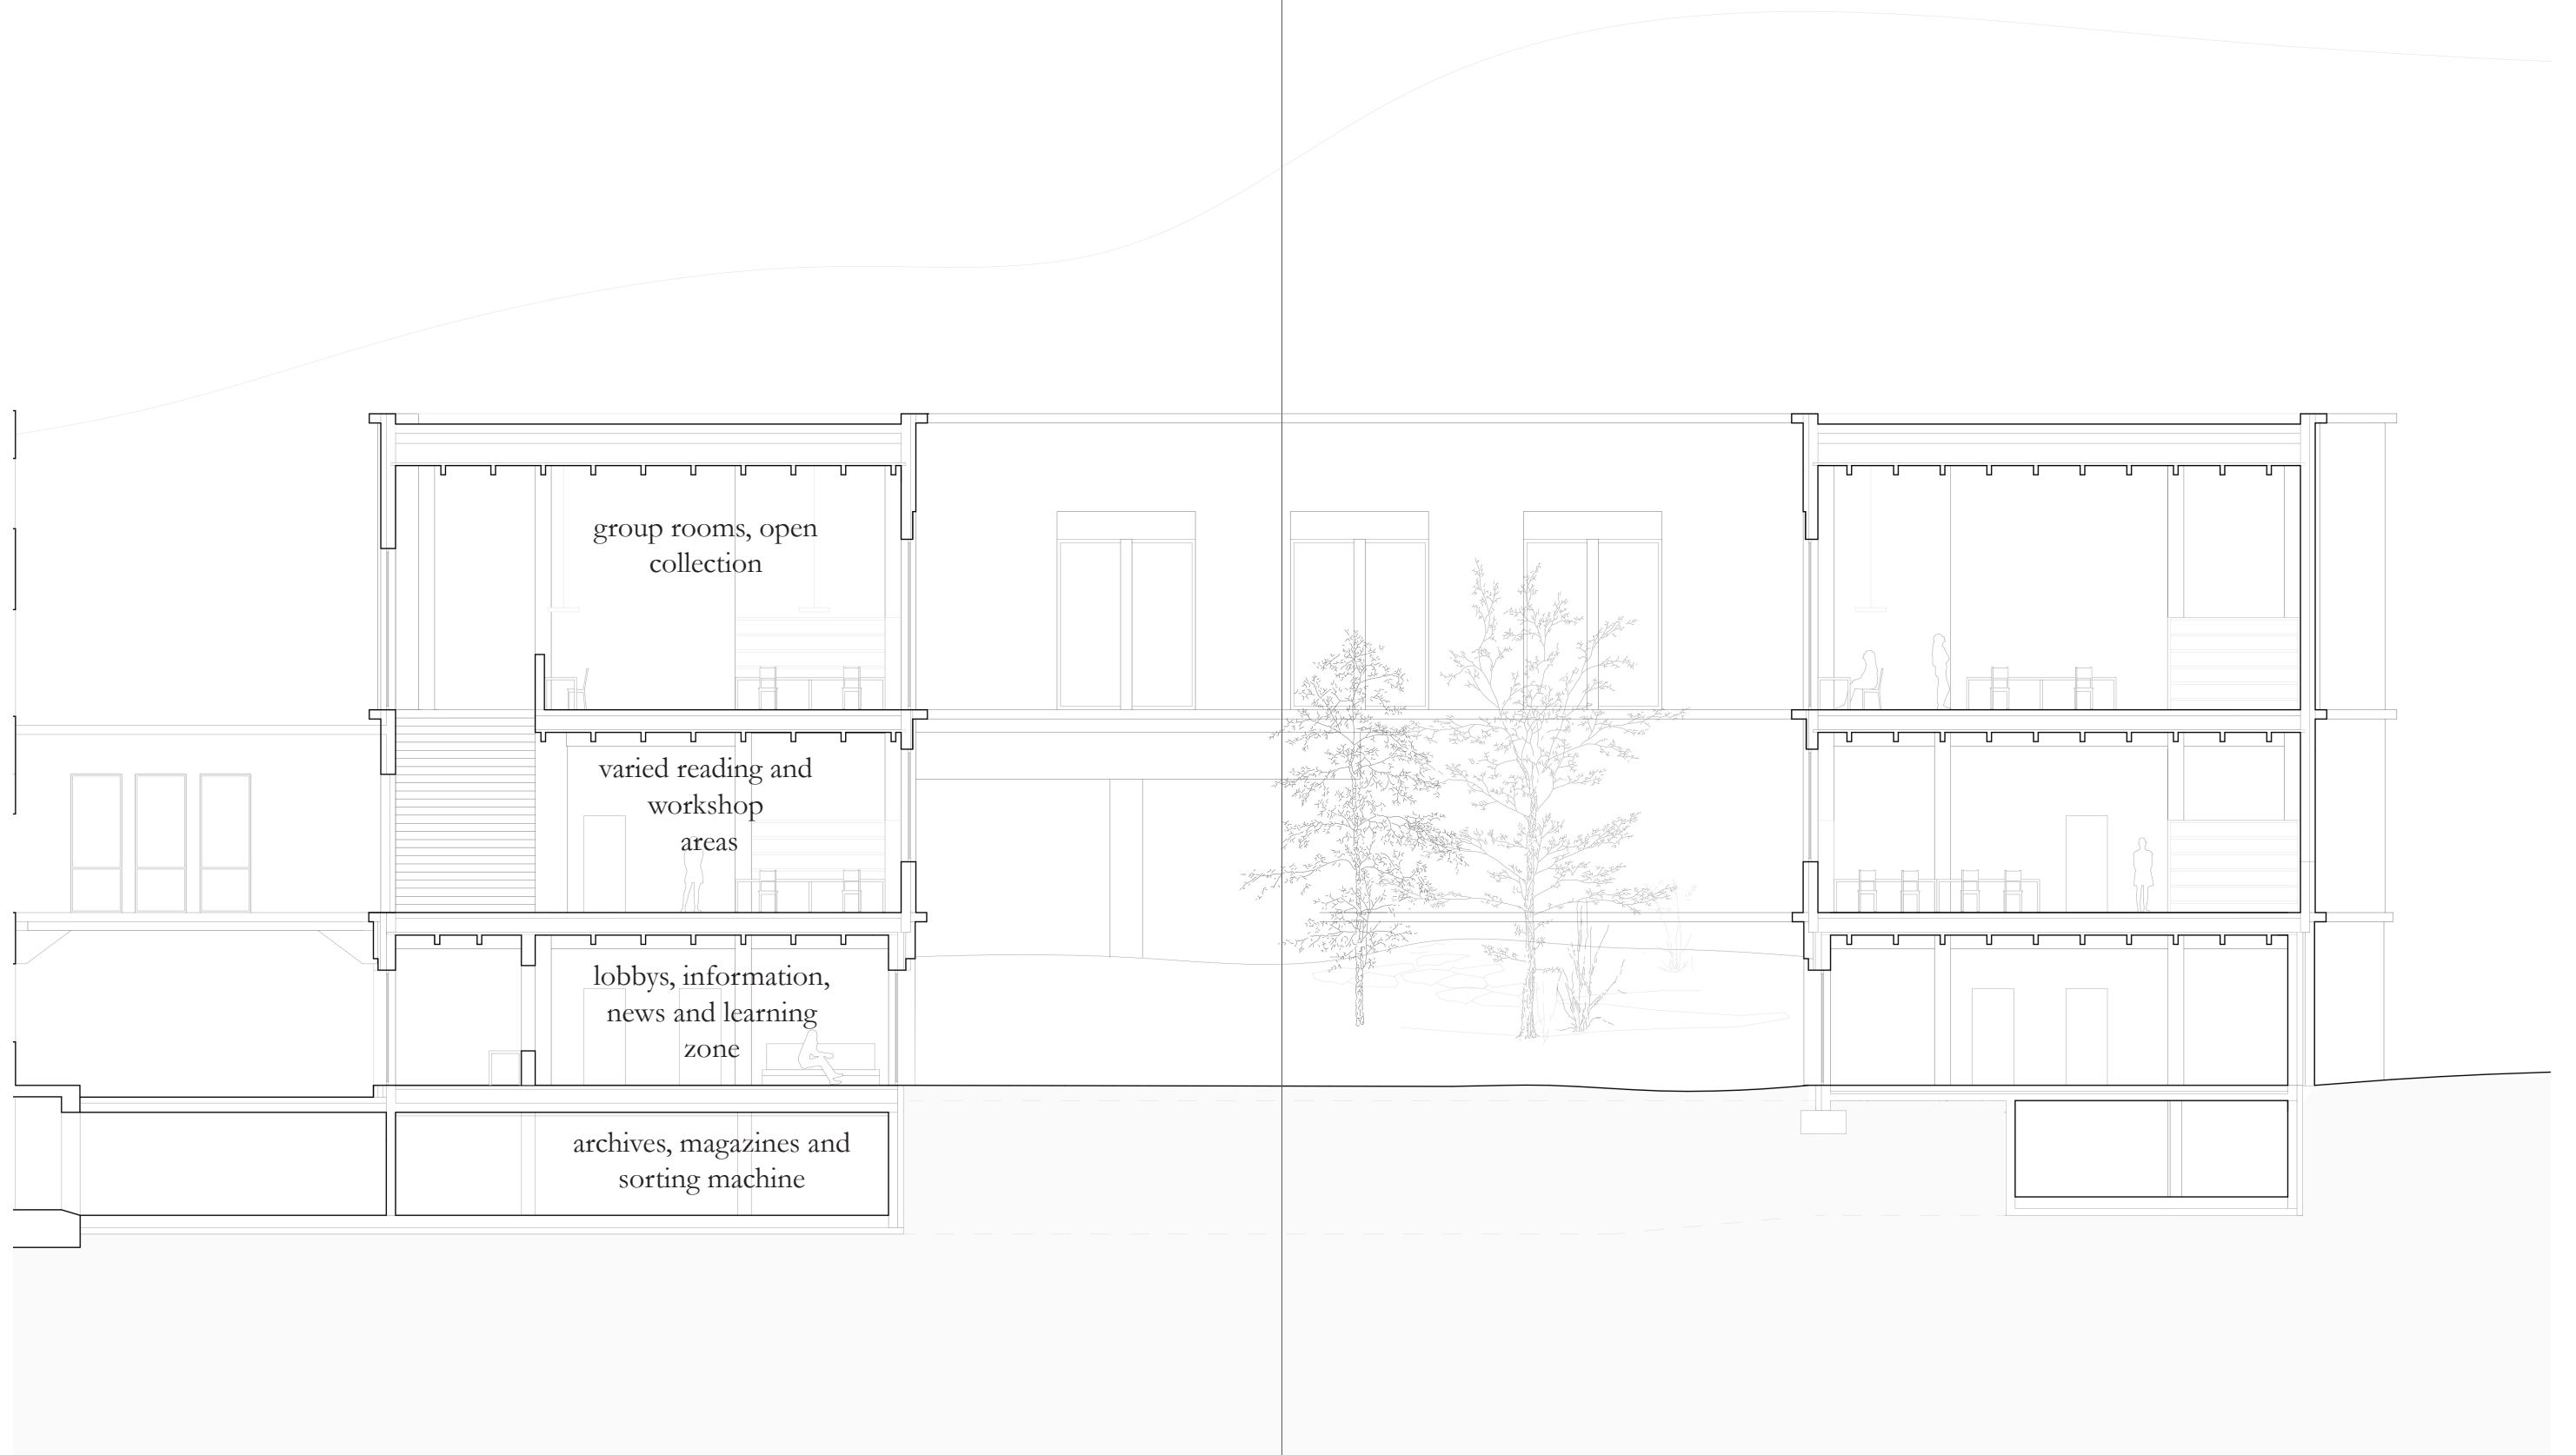 group rooms, open
collection
varied reading and
workshop
areas
lobbys, information,
news and learning
zone
archives, magazines and
sorting machine